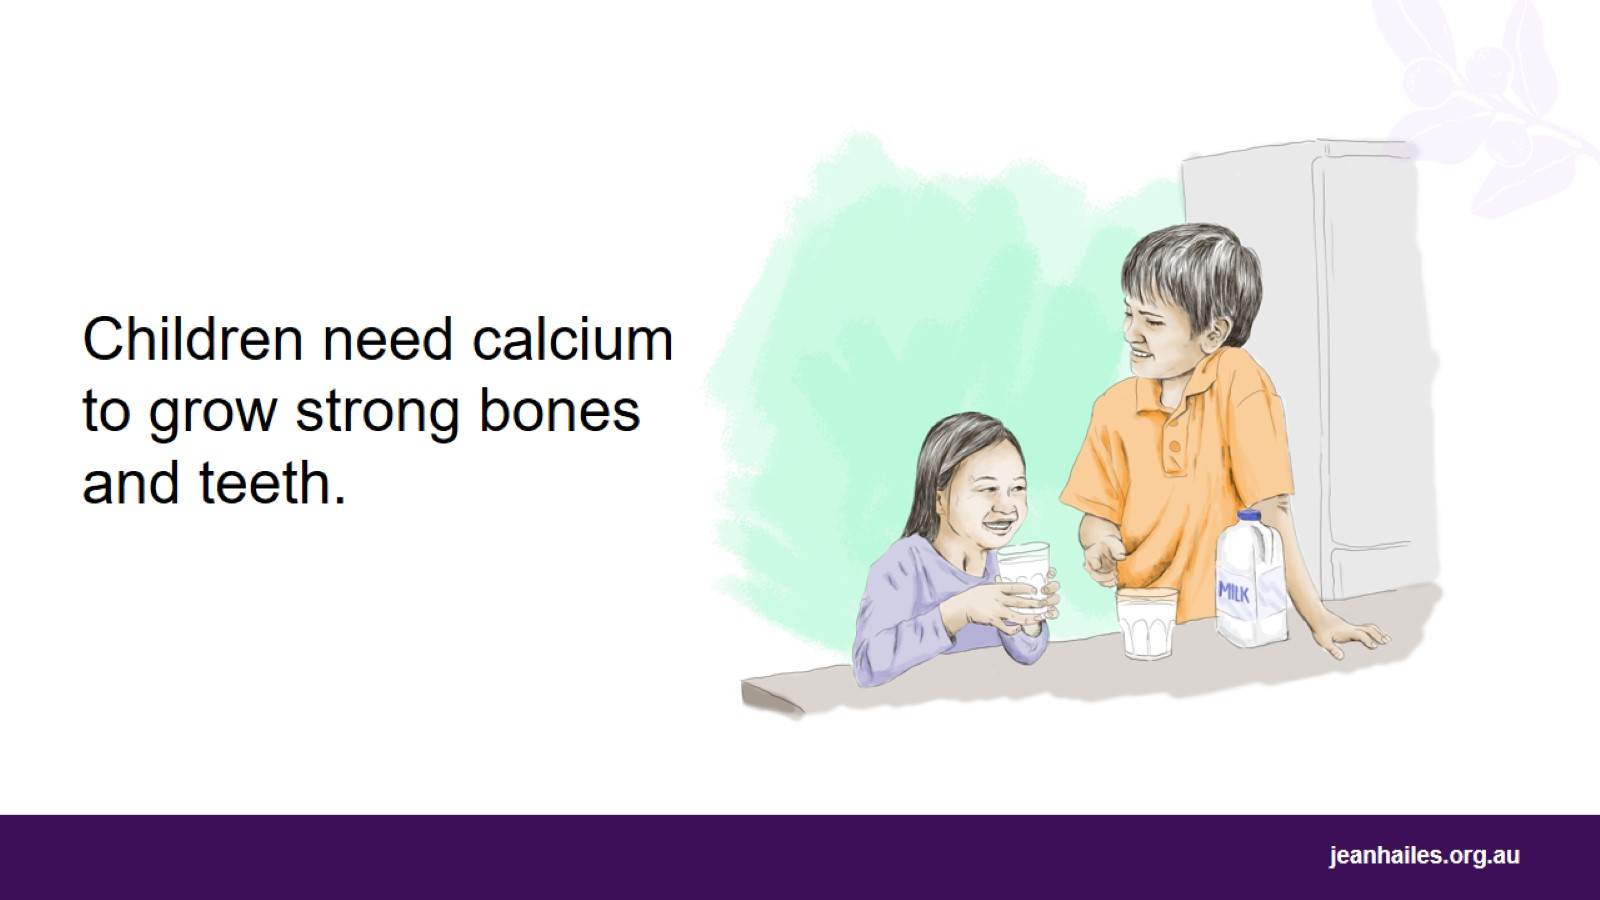 Children need calcium
to grow strong bones
and teeth.
MILK
jeanhailes.org.au